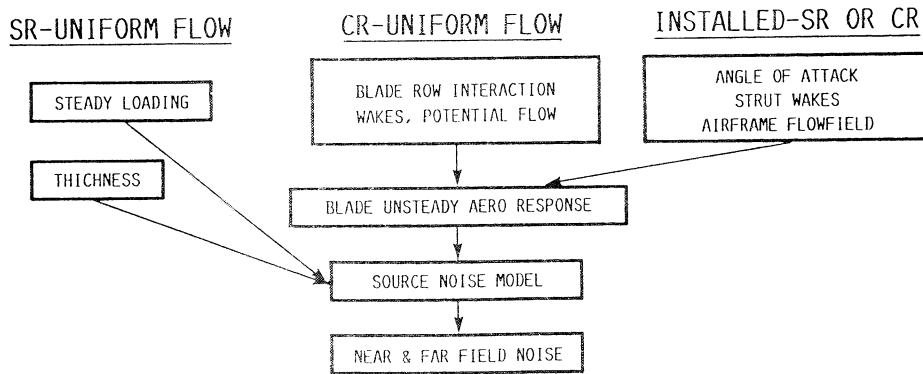 SR-UNIFORM FLOW
CR-UNIFORM FLOW
INSTALLED-SR OR CR
STEADY LOADING
THICHNESS
BLADE ROW INTERACTION
WAKES, POTENTIAL FLOW
ANGLE OF ATTACK
STRUT WAKES
AIRFRAME FLOWFIELD
BLADE UNSTEADY AERO RESPONSE
SOURCE NOISE MODEL
NEAR & FAR FIELD NOISE